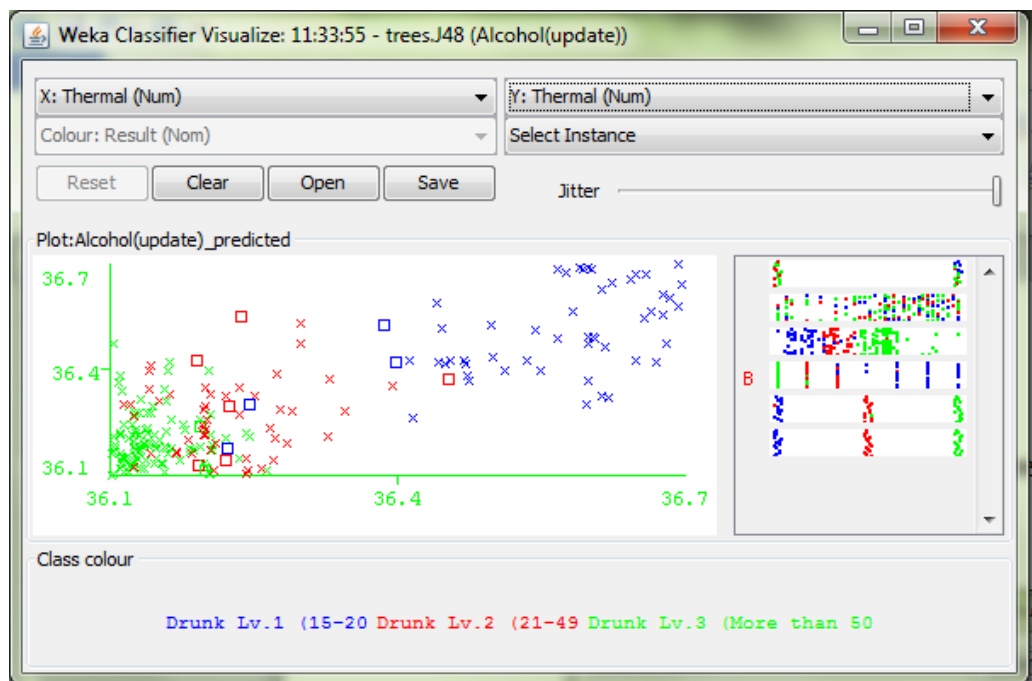 Weka Classifier Visualize: 11:33:55 - trees.J48 (Alcohol(update))
X: Thermal (Num) Y: Thermal (Num)
Colour: Result (Nom) Select Instance
Reset Clear Open Save Jitter
Plot:Alcohol(update)_predicted
36.7
36.4
B
36.1
36.1 36.4 36.7
Class colour
Drunk Lv.1 (15-20 Drunk Lv.2 (21-49 Drunk Lv.3 (More than 50